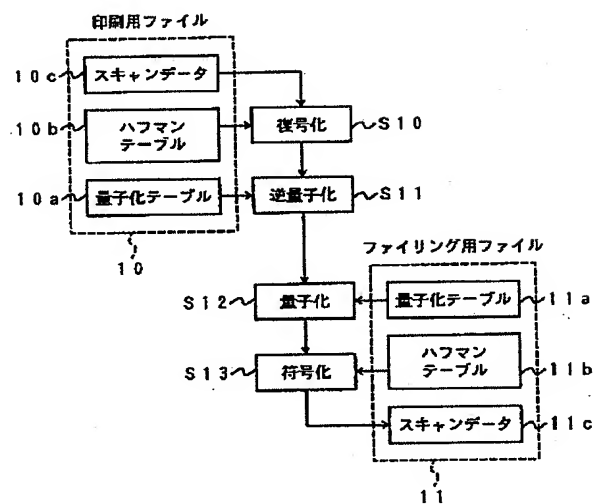 印刷用ファイル
10c
スキャンデータ
10b
ハフマン
テーブル
復号化
S10
10a
量子化テーブル
逆量子化
S11
10
ファイリング用ファイル
S12
量子化
量子化テーブル
11a
S13
符号化
ハフマン
テーブル
11b
スキャンデータ
11c
11